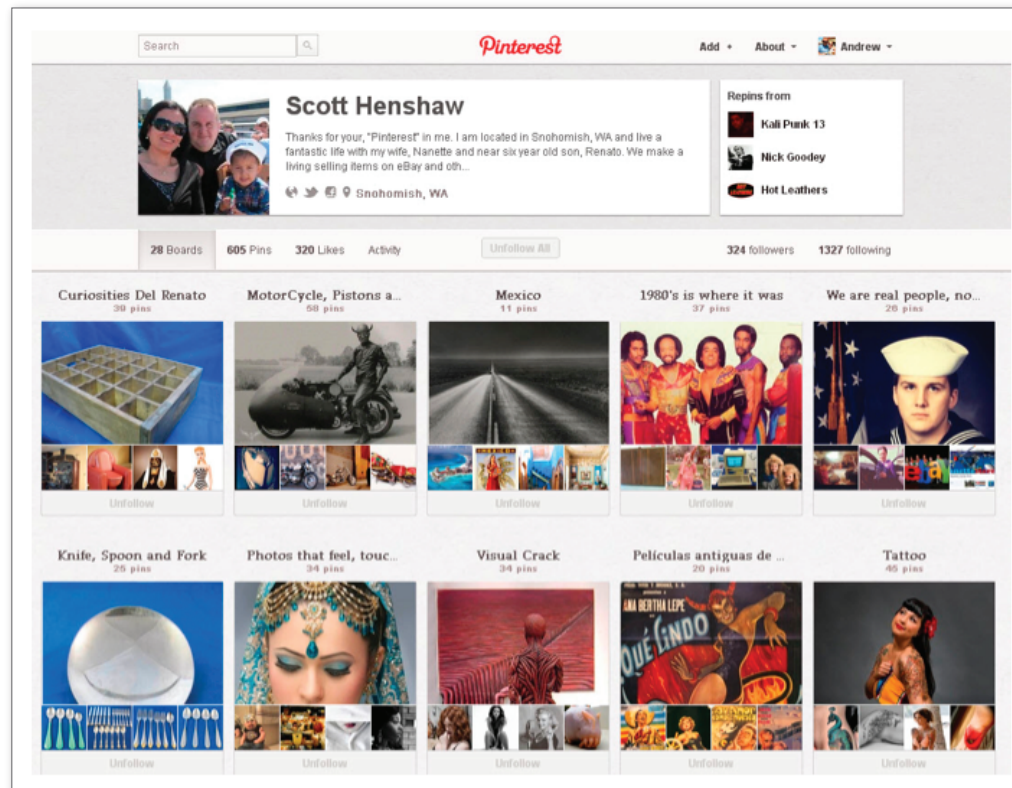 Search
Pinterest
Add +
About
Andrew
Scott Henshaw
Thanks for your, "Pinterest" in me. I am located in Snohomish, WA and live a
fantastic life with my wife, Nanette and near six year old son, Renato. We make a
living selling items on eBay and oth...
Snohomish, WA
Repins from
Kali Punk 13
Nick Goodey
Hot Leathers
28 Boards
605 Pins
320 Likes
Activity
Unfollow All
324 followers
1327 following
Curiosities Del Renato
39 pins
MotorCycle, Pistons a...
58 pins
Mexico
11 pins
1980's is where it was
37 pins
We are real people, no...
26 pins
MEXICO
ebay
Unfollow
Unfollow
Unfollow
Unfollow
Unfollow
Knife, Spoon and Fork
25 pins
Photos that feel, touc...
34 pins
Visual Crack
34 pins
Películas antiguas de ...
20 pins
Tattoo
45 pins
ANA BERTHA LEPE
QUÉ LINDO
Unfollow
Unfollow
Unfollow
Unfollow
Unfollow